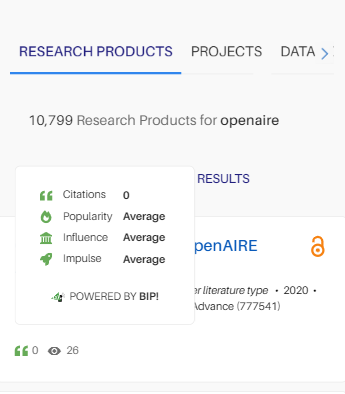 RESEARCH PRODUCTS PROJECTS DATA
10,799 Research Products for openaire
RESULTS
Citations 0
Popularity Average
Influence Average
Impulse Average
POWERED BY BIP!
penAIRE
er literature type • 2020 •
Advance (777541)
0 26